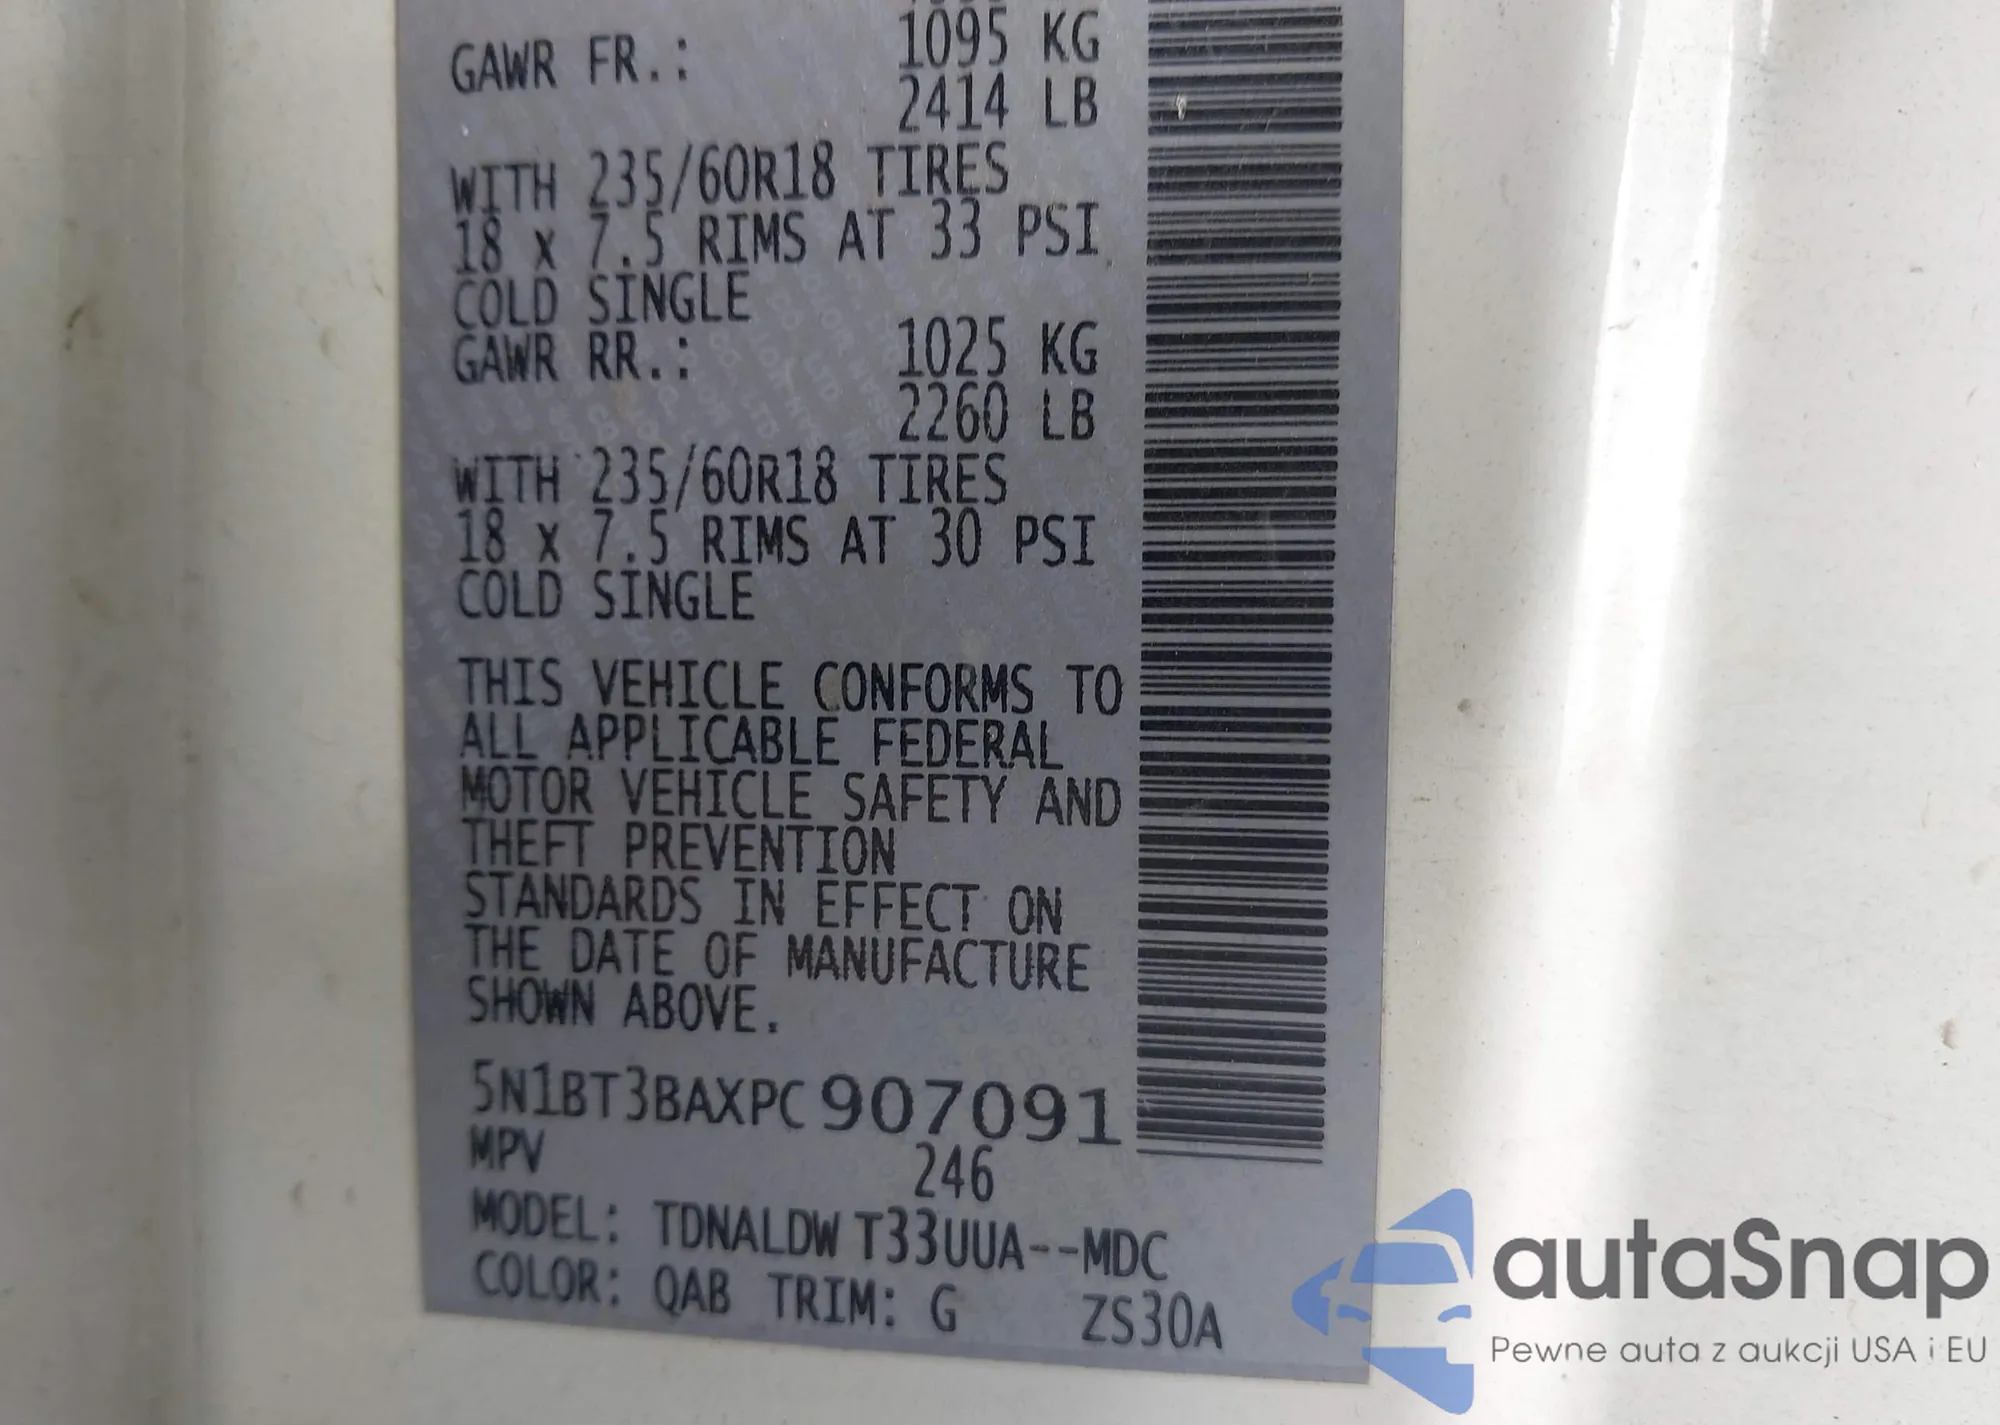 GAWR FR.: 1095 KG
2414 LB
WITH 235/60R18 TIRES
18 x 7.5 RIMS AT 33 PSI
COLD SINGLE
GAWR RR.: 1025 KG
2260 LB
WITH 235/60R18 TIRES
18 x 7.5 RIMS AT 30 PSI
COLD SINGLE
THIS VEHICLE CONFORMS TO
ALL APPLICABLE FEDERAL
MOTOR VEHICLE SAFETY AND
THEFT PREVENTION
STANDARDS IN EFFECT ON
THE DATE OF MANUFACTURE
SHOWN ABOVE.
5N1BT3BAXPC907091
MPV 246
MODEL: TDNALDW T33UUA--MDC
COLOR: QAB TRIM: G ZS30A
autoSnap
Pewne auta z aukcji USA i EU